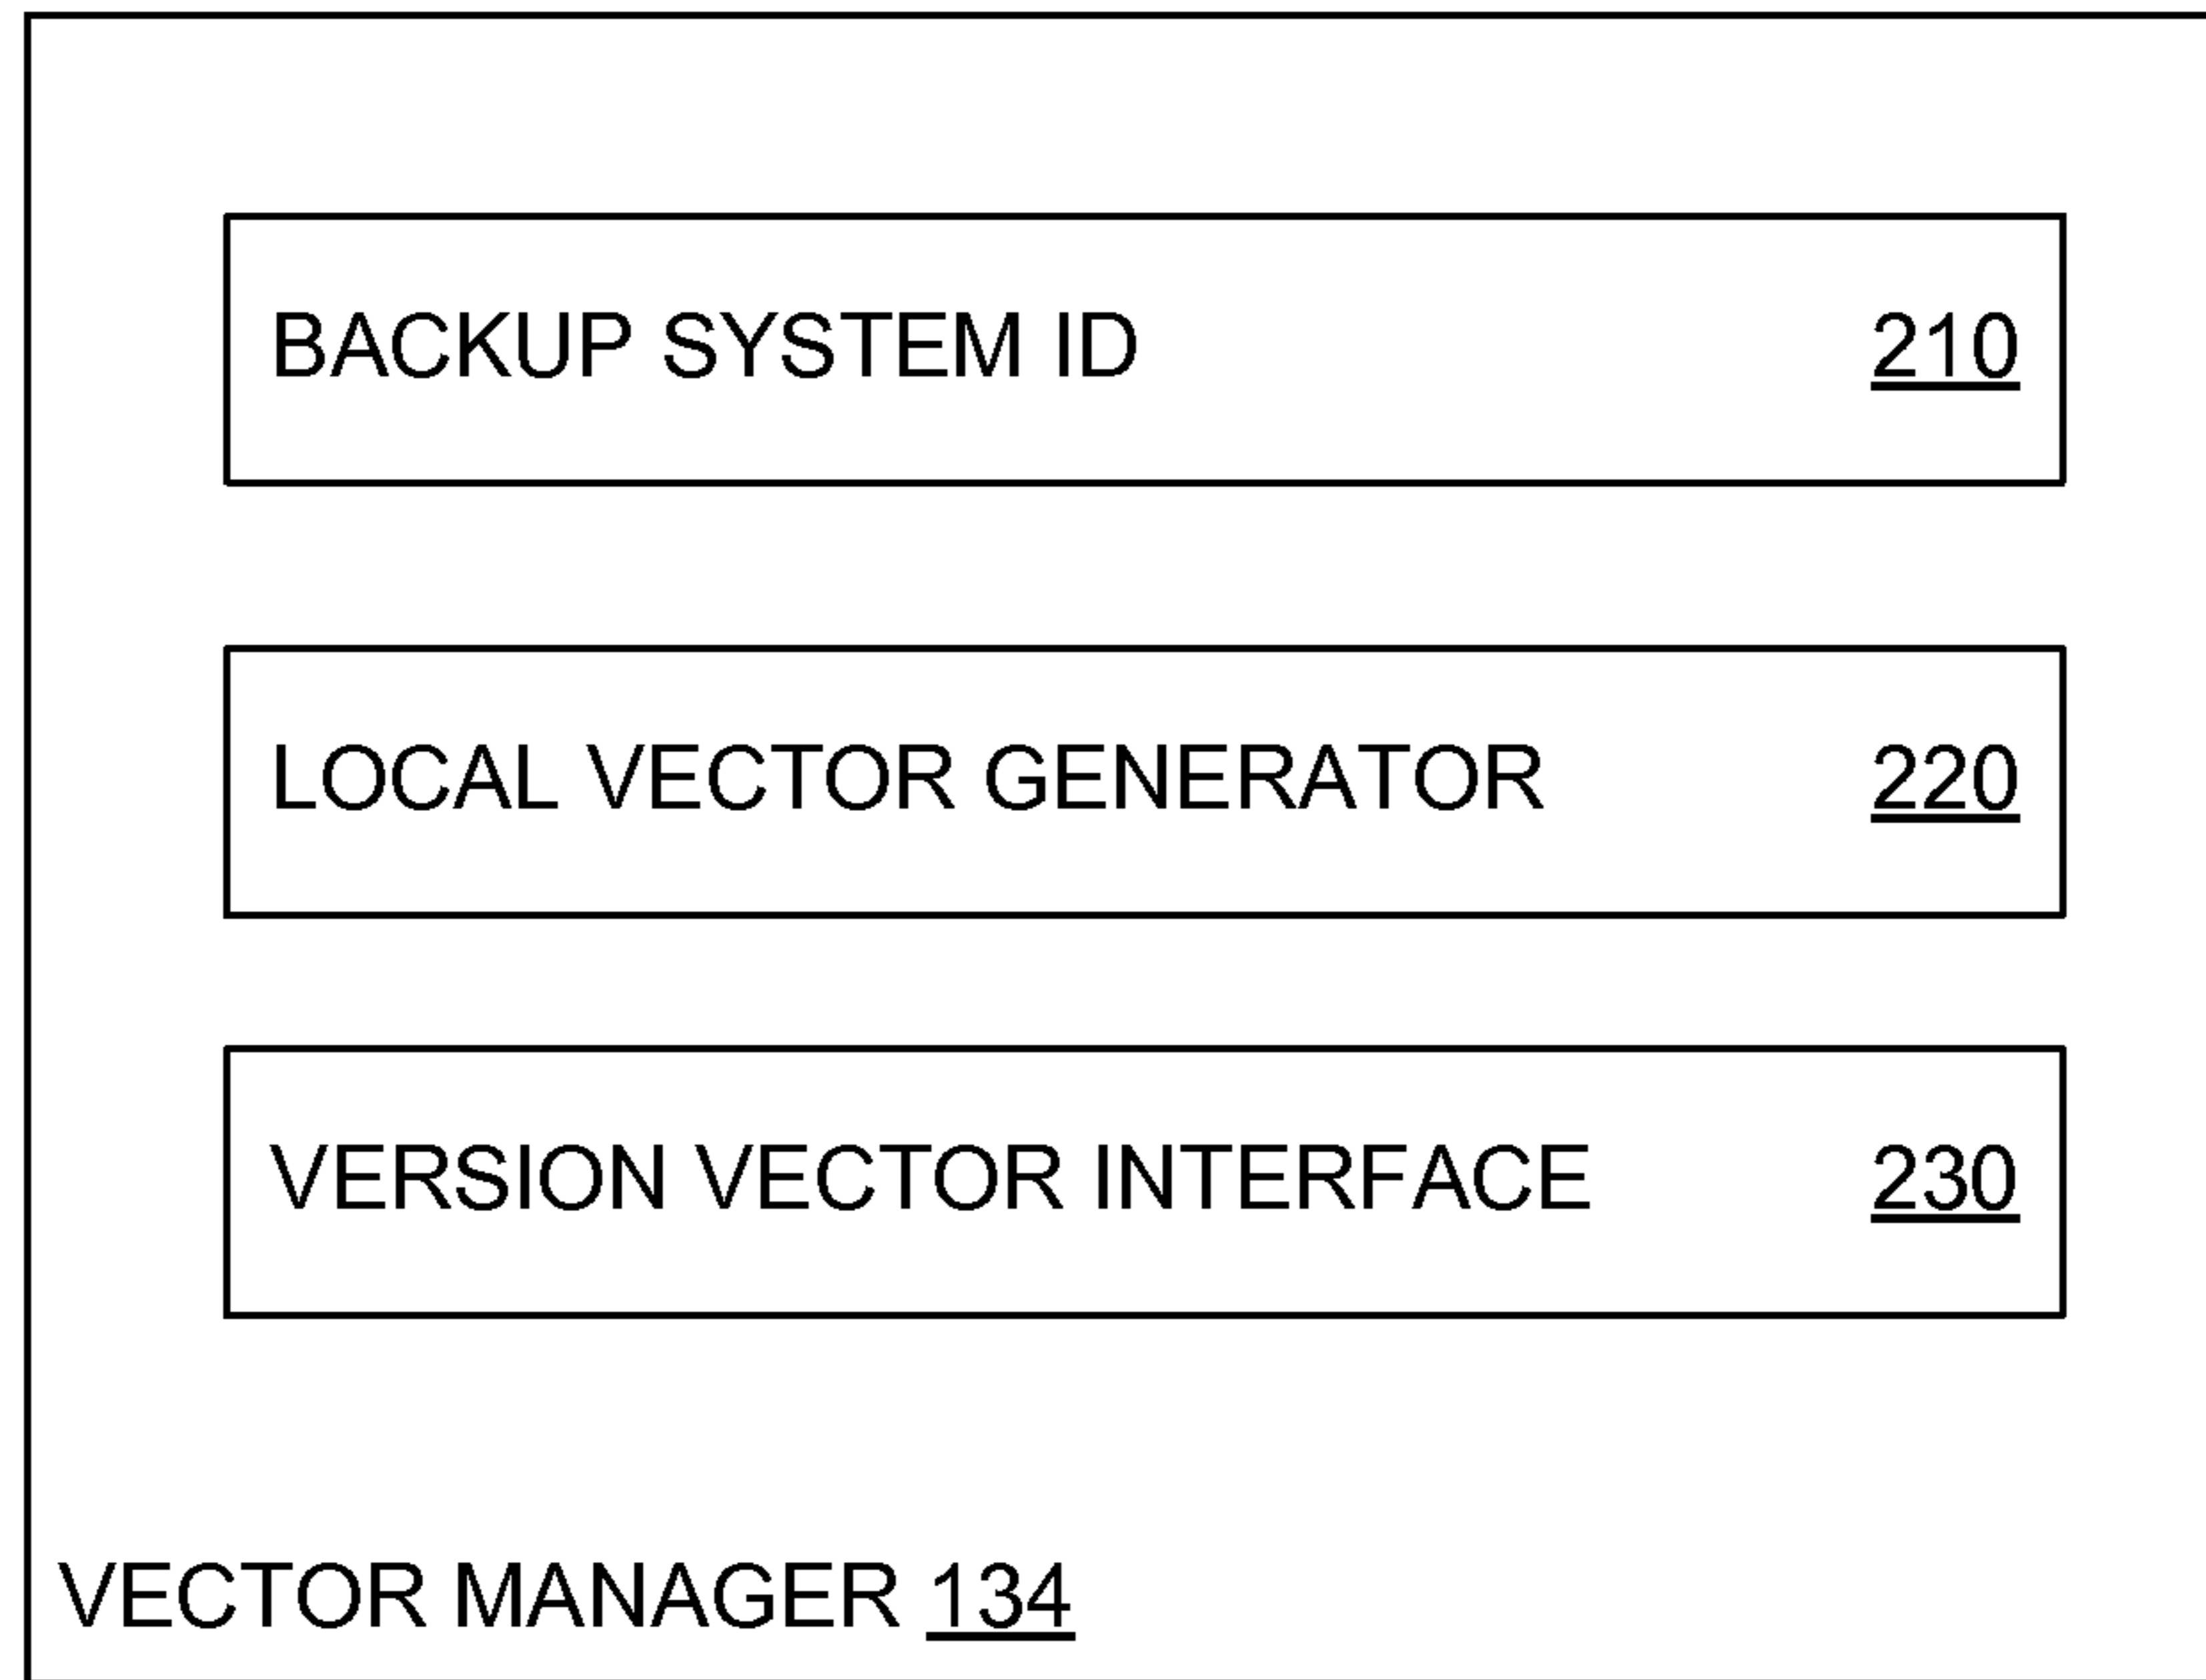 BACKUP SYSTEM ID 210
LOCAL VECTOR GENERATOR 220
VERSION VECTOR INTERFACE 230
VECTOR MANAGER 134